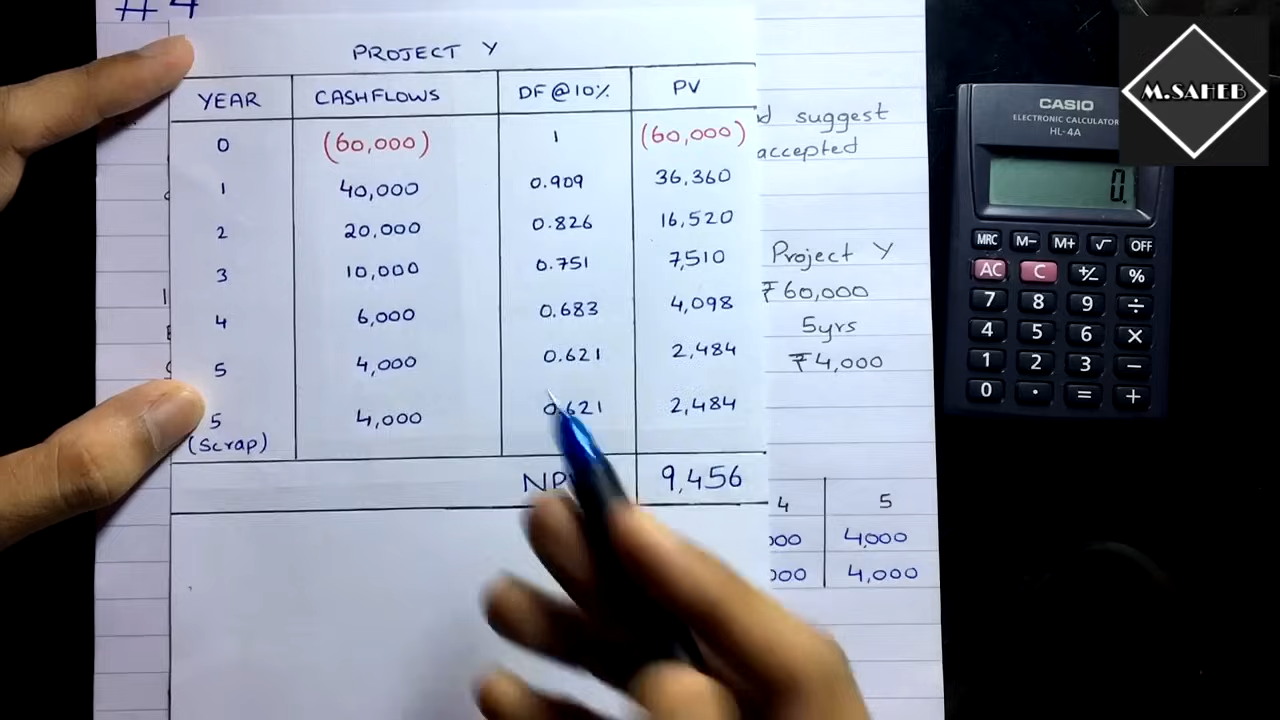 #4
PROJECT Y
YEAR CASHFLOWS DF @ 10% PV
0 (60,000) 1 (60,000)
1 40,000 0.909 36,360
2 20,000 0.826 16,520
3 10,000 0.751 7,510
4 6,000 0.683 4,098
5 4,000 0.621 2,484
5 4,000 0.621 2,484
(Scrap)
NPV 9,456
suggest
accepted
Project Y
₹60,000
5yrs
₹4,000
4 5
000 4,000
000 4,000
CASIO
ELECTRONIC CALCULATOR
HL-4A
0.
MRC M− M+ √ OFF
AC C +/− %
7 8 9 ÷
4 5 6 ×
1 2 3 −
0 · = +
M.SAHEB